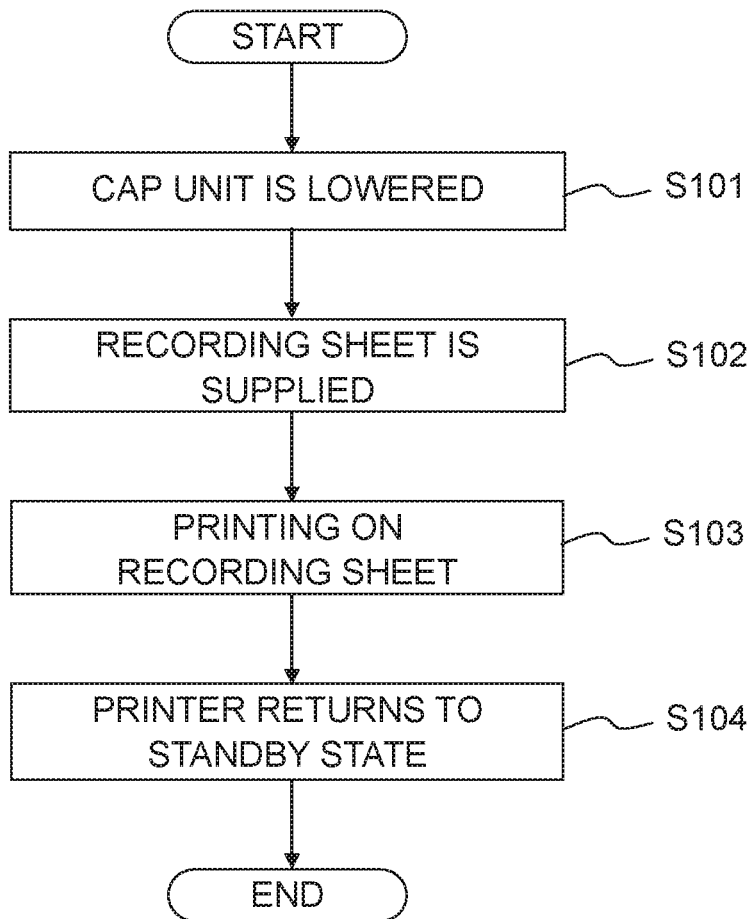 START
CAP UNIT IS LOWERED
S101
RECORDING SHEET IS
SUPPLIED
S102
PRINTING ON
RECORDING SHEET
S103
PRINTER RETURNS TO
STANDBY STATE
S104
END